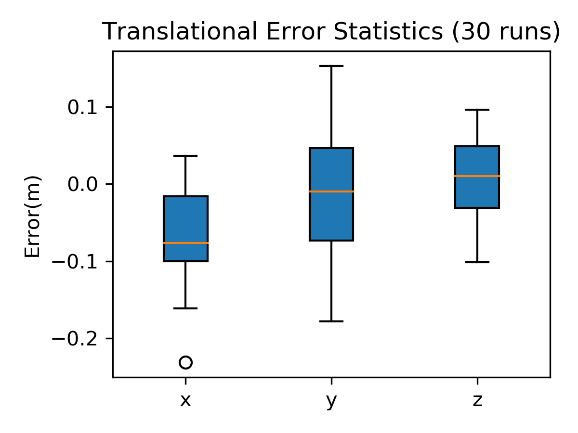 Translational Error Statistics (30 runs)
0.1
0.0
−0.1
−0.2
Error(m)
x y z